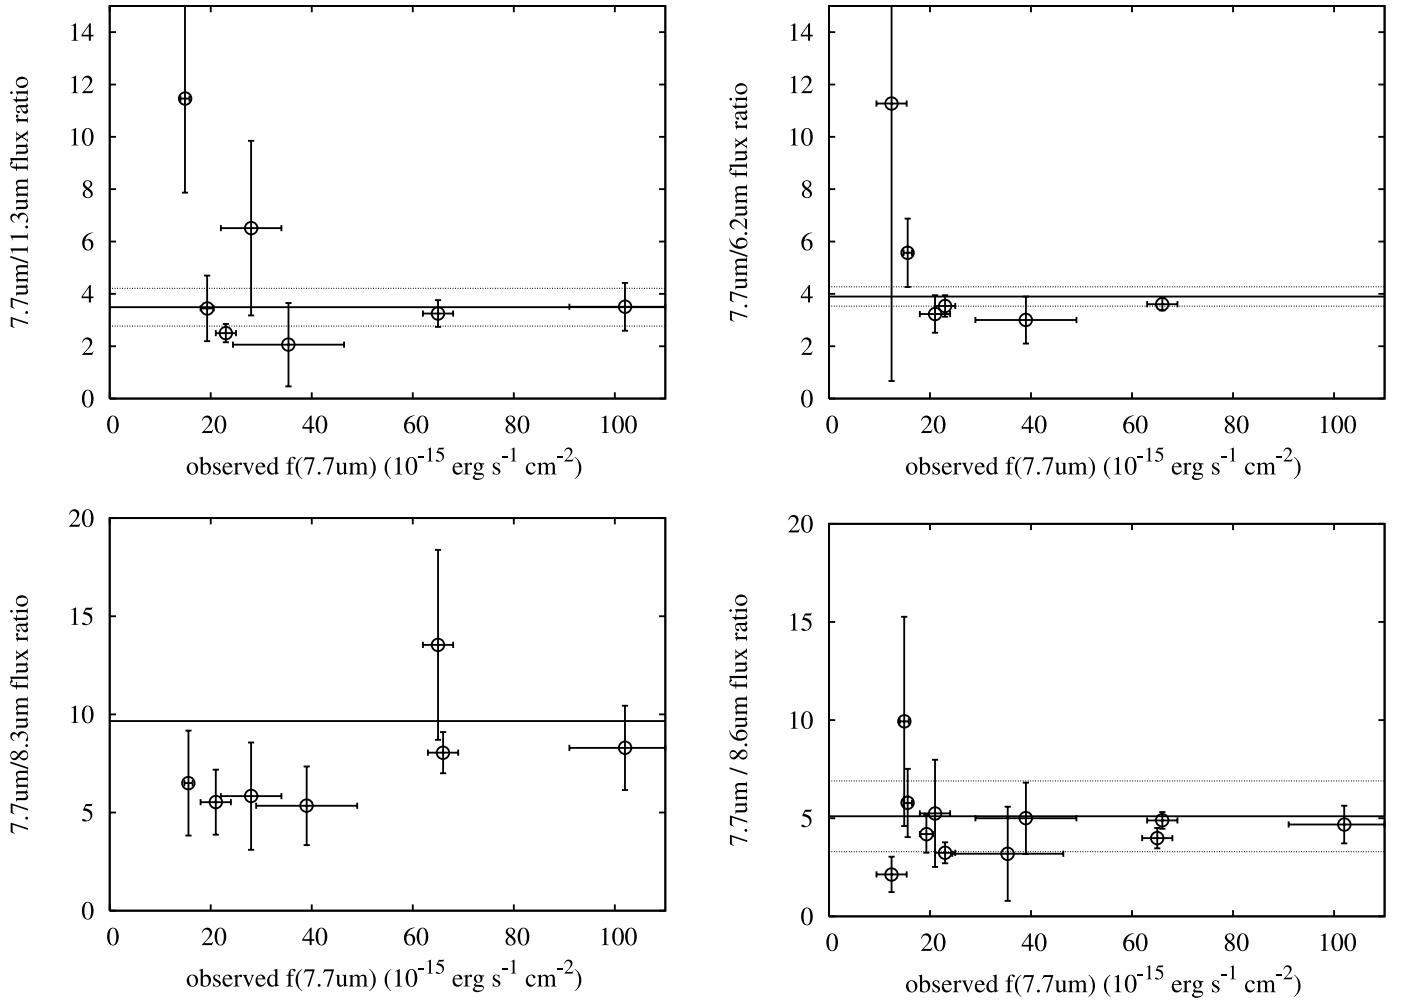 14
12
10
8
6
4
2
0
7.7um/11.3um flux ratio
0 20 40 60 80 100
observed f(7.7um) (10^-15 erg s^-1 cm^-2)
14
12
10
8
6
4
2
0
7.7um/6.2um flux ratio
0 20 40 60 80 100
observed f(7.7um) (10^-15 erg s^-1 cm^-2)
20
15
10
5
0
7.7um/8.3um flux ratio
0 20 40 60 80 100
observed f(7.7um) (10^-15 erg s^-1 cm^-2)
20
15
10
5
0
7.7um / 8.6um flux ratio
0 20 40 60 80 100
observed f(7.7um) (10^-15 erg s^-1 cm^-2)